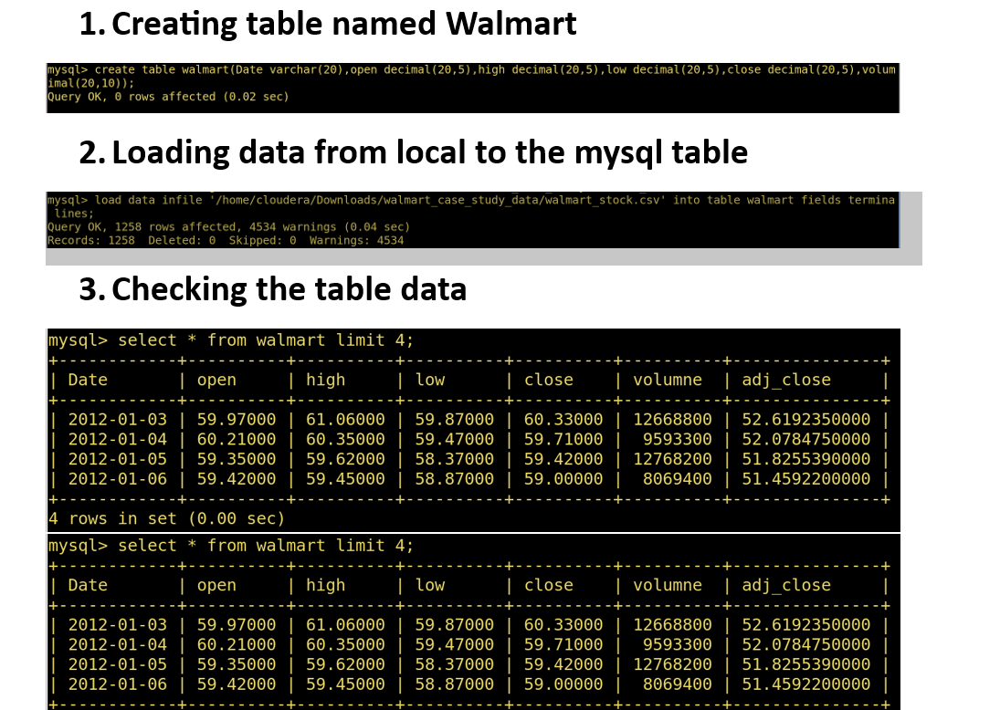 1. Creating table named Walmart
mysql> create table walmart(Date varchar(20),open decimal(20,5),high decimal(20,5),low decimal(20,5),close decimal(20,5),volum
imal(20,10));
Query OK, 0 rows affected (0.02 sec)
2. Loading data from local to the mysql table
mysql> load data infile '/home/cloudera/Downloads/walmart_case_study_data/walmart_stock.csv' into table walmart fields termina
lines;
Query OK, 1258 rows affected, 4534 warnings (0.04 sec)
Records: 1258  Deleted: 0  Skipped: 0  Warnings: 4534
3. Checking the table data
mysql> select * from walmart limit 4;
+------------+----------+----------+----------+----------+----------+---------------+
| Date       | open     | high     | low      | close    | volumne  | adj_close     |
+------------+----------+----------+----------+----------+----------+---------------+
| 2012-01-03 | 59.97000 | 61.06000 | 59.87000 | 60.33000 | 12668800 | 52.6192350000 |
| 2012-01-04 | 60.21000 | 60.35000 | 59.47000 | 59.71000 |  9593300 | 52.0784750000 |
| 2012-01-05 | 59.35000 | 59.62000 | 58.37000 | 59.42000 | 12768200 | 51.8255390000 |
| 2012-01-06 | 59.42000 | 59.45000 | 58.87000 | 59.00000 |  8069400 | 51.4592200000 |
+------------+----------+----------+----------+----------+----------+---------------+
4 rows in set (0.00 sec)
mysql> select * from walmart limit 4;
+------------+----------+----------+----------+----------+----------+---------------+
| Date       | open     | high     | low      | close    | volumne  | adj_close     |
+------------+----------+----------+----------+----------+----------+---------------+
| 2012-01-03 | 59.97000 | 61.06000 | 59.87000 | 60.33000 | 12668800 | 52.6192350000 |
| 2012-01-04 | 60.21000 | 60.35000 | 59.47000 | 59.71000 |  9593300 | 52.0784750000 |
| 2012-01-05 | 59.35000 | 59.62000 | 58.37000 | 59.42000 | 12768200 | 51.8255390000 |
| 2012-01-06 | 59.42000 | 59.45000 | 58.87000 | 59.00000 |  8069400 | 51.4592200000 |
+------------+----------+----------+----------+----------+----------+---------------+